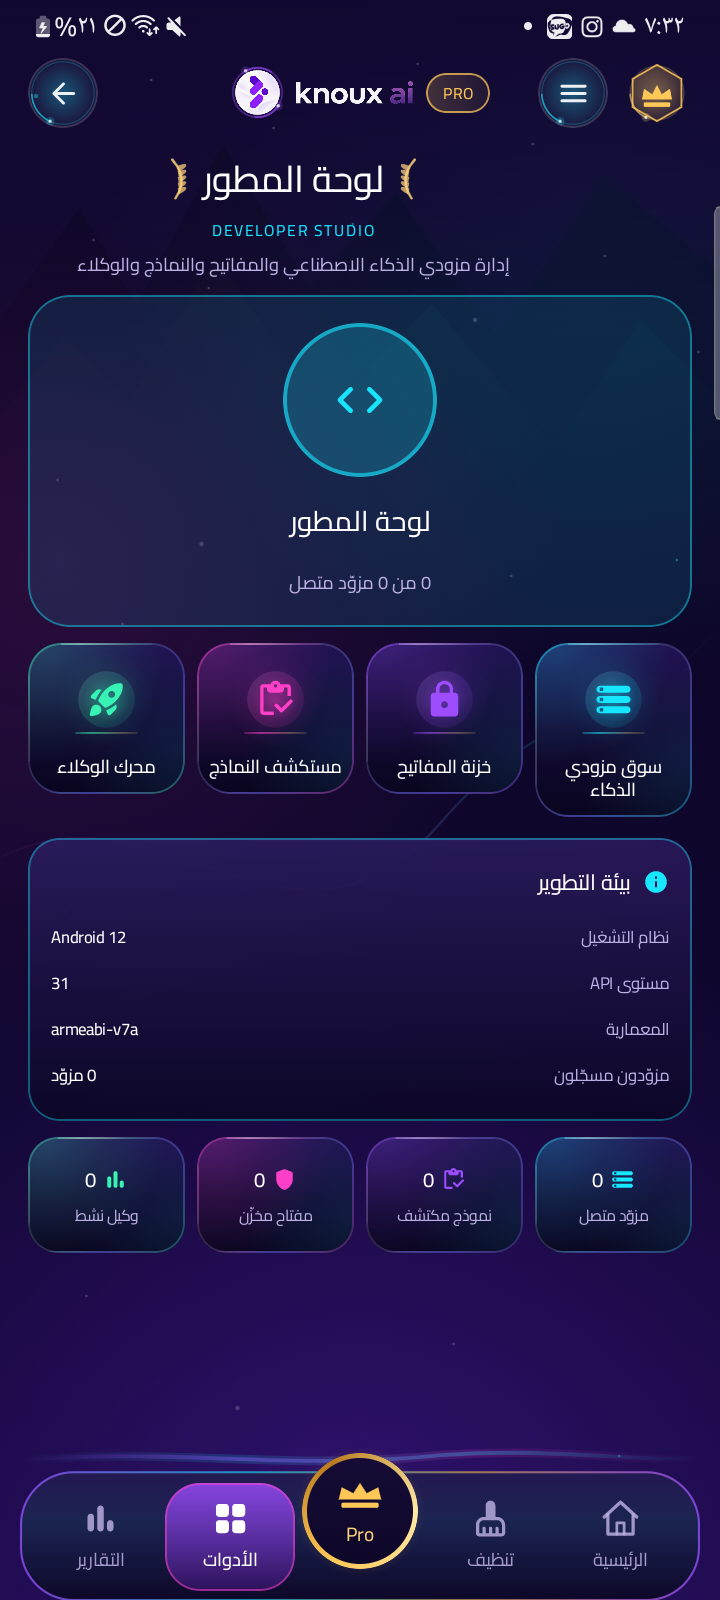 ٧:٣٢
%٢١
knoux ai
PRO
لوحة المطور
DEVELOPER STUDIO
إدارة مزودي الذكاء الاصطناعي والمفاتيح والنماذج والوكلاء
لوحة المطور
0 من 0 مزوّد متصل
سوق مزودي
الذكاء
خزنة المفاتيح
مستكشف النماذج
محرك الوكلاء
بيئة التطوير
نظام التشغيل
Android 12
مستوى API
31
المعمارية
armeabi-v7a
مزوّدون مسجّلون
0 مزوّد
0
مزوّد متصل
0
نموذج مكتشف
0
مفتاح مخزّن
0
وكيل نشط
الرئيسية
تنظيف
Pro
الأدوات
التقارير